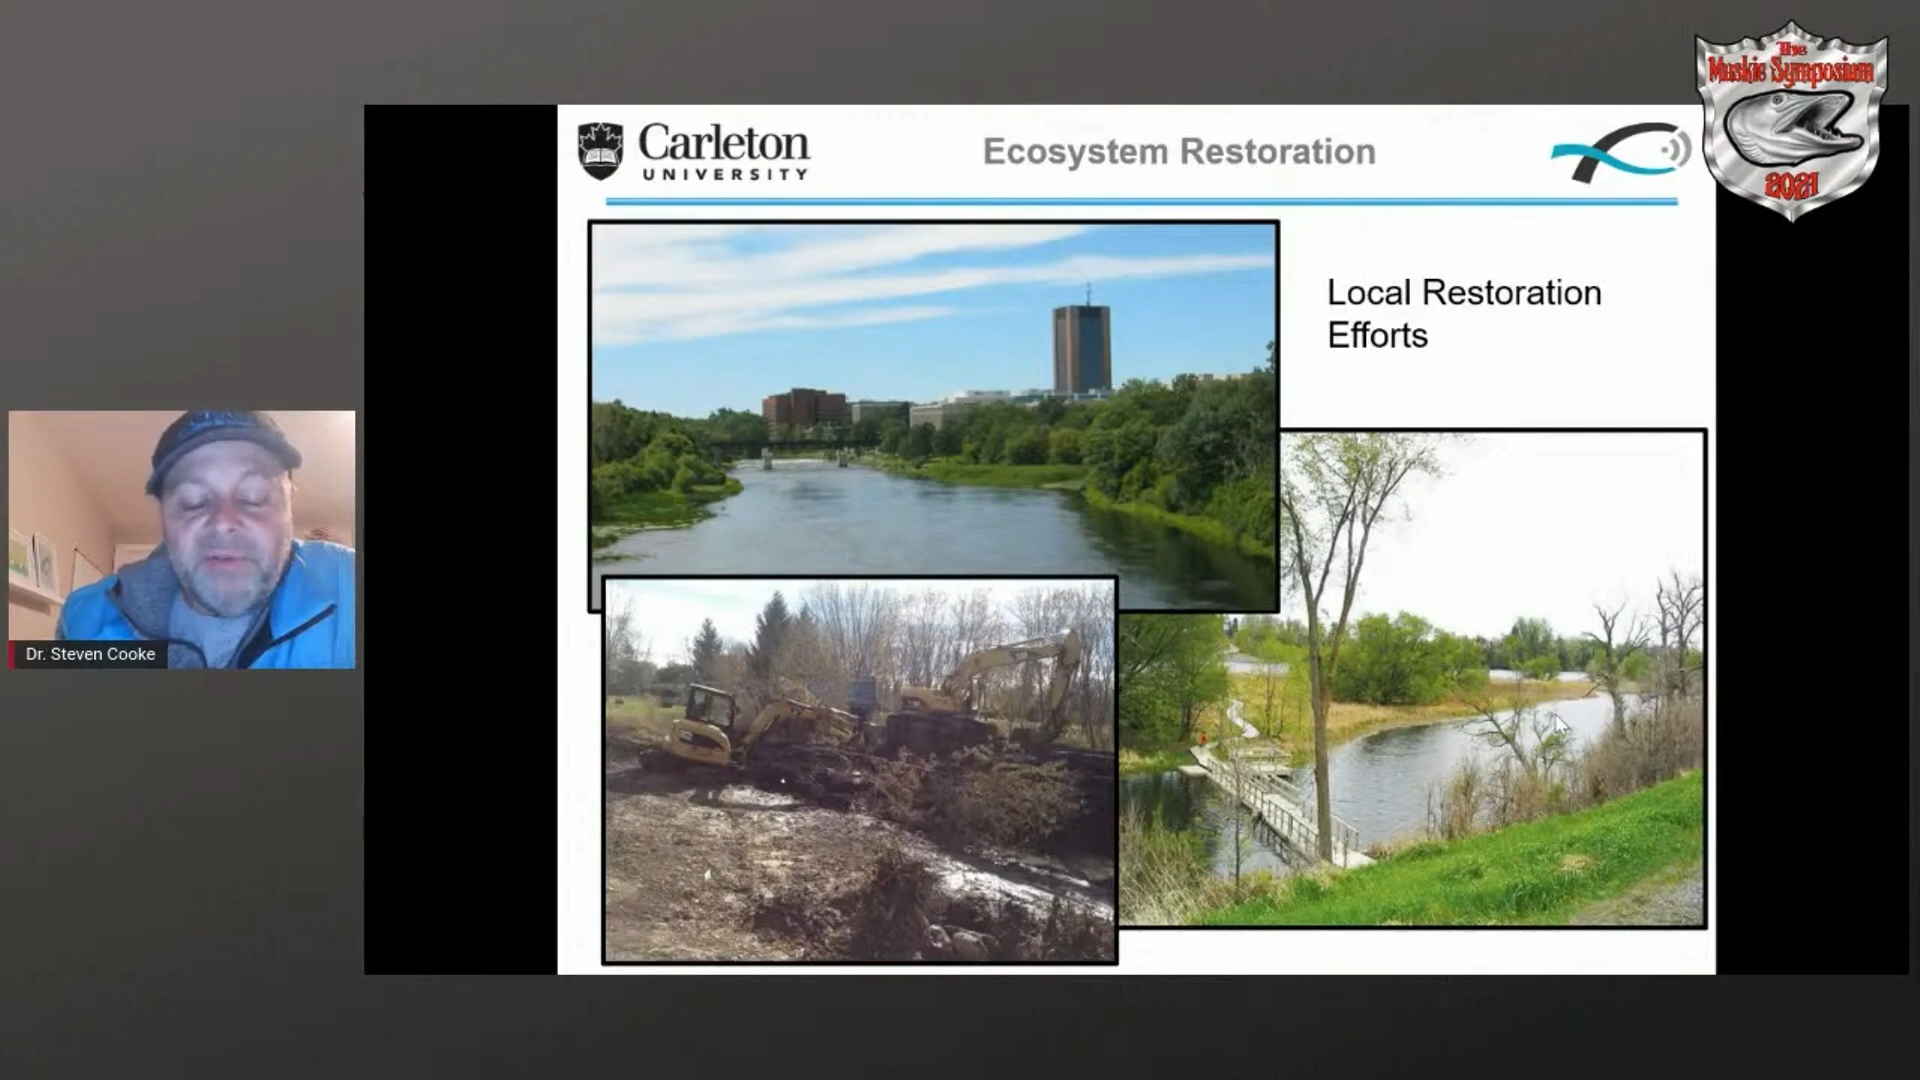 The
Muskie Symposium
2021
Carleton
UNIVERSITY
Ecosystem Restoration
Local Restoration
Efforts
Dr. Steven Cooke